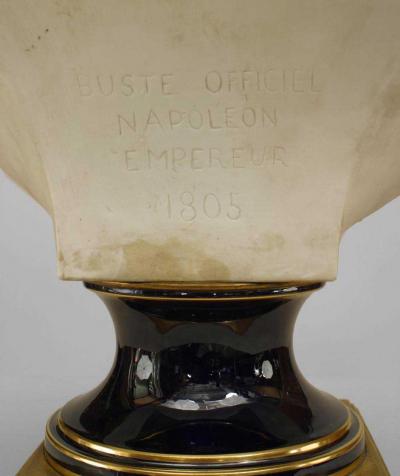 BUSTE OFFICIEL
NAPOLEON
EMPEREUR
1805